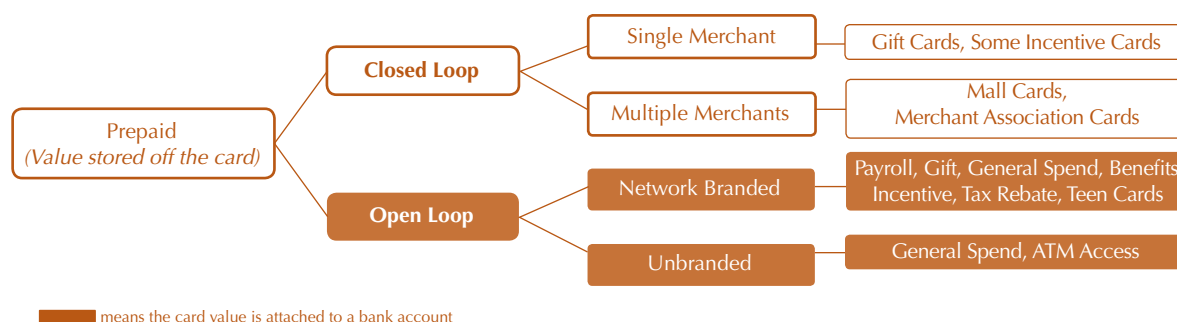 Prepaid
(Value stored off the card)
Closed Loop
Open Loop
Single Merchant
Multiple Merchants
Network Branded
Unbranded
Gift Cards, Some Incentive Cards
Mall Cards,
Merchant Association Cards
Payroll, Gift, General Spend, Benefits
Incentive, Tax Rebate, Teen Cards
General Spend, ATM Access
means the card value is attached to a bank account